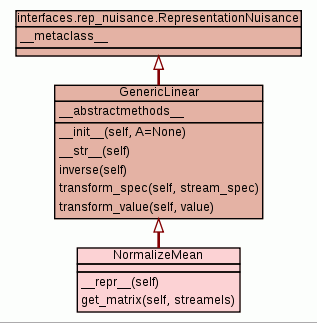 interfaces.rep_nuisance.RepresentationNuisance
__metaclass__
GenericLinear
__abstractmethods__
__init__(self, A=None)
__str__(self)
inverse(self)
transform_spec(self, stream_spec)
transform_value(self, value)
NormalizeMean
__repr__(self)
get_matrix(self, streamels)